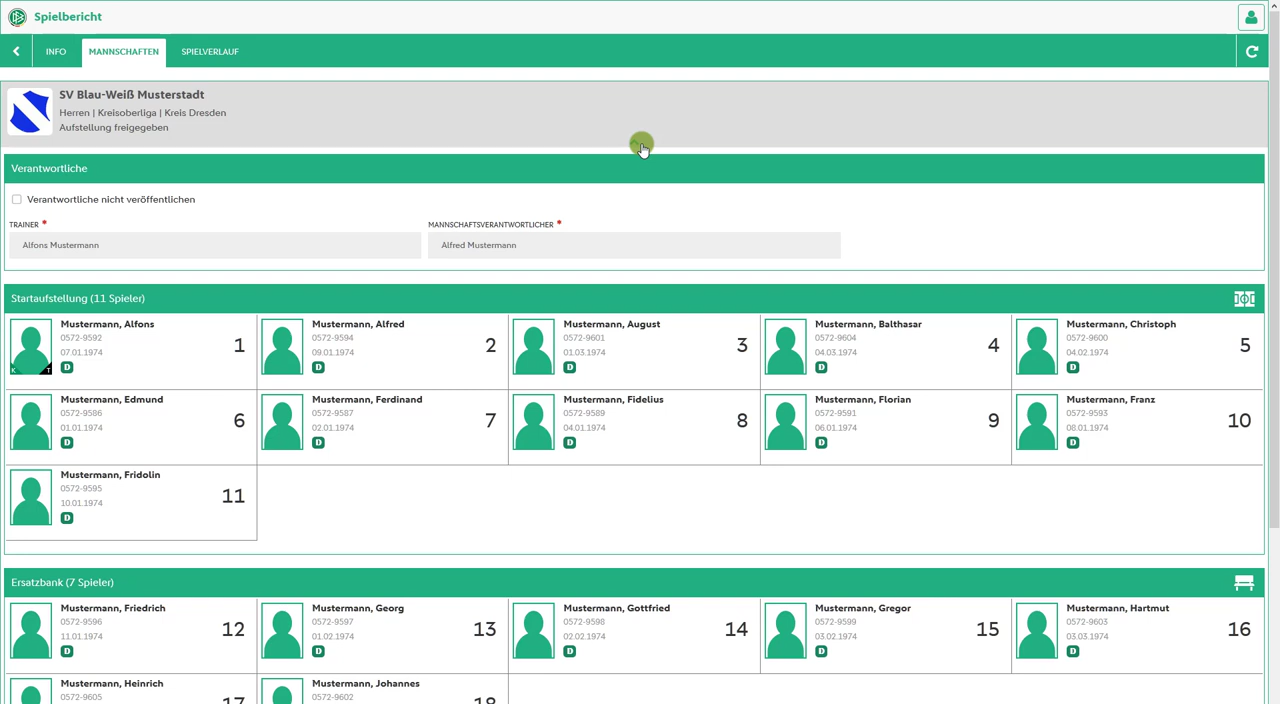 Spielbericht
INFO MANNSCHAFTEN SPIELVERLAUF
SV Blau-Weiß Musterstadt
Herren | Kreisoberliga | Kreis Dresden
Aufstellung freigegeben
Verantwortliche
Verantwortliche nicht veröffentlichen
TRAINER * MANNSCHAFTSVERANTWORTLICHER *
Alfons Mustermann Alfred Mustermann
Startaufstellung (11 Spieler)
Mustermann, Alfons
0572-9592
07.01.1974
D
K T
1
Mustermann, Alfred
0572-9594
09.01.1974
D
2
Mustermann, August
0572-9601
01.03.1974
D
3
Mustermann, Balthasar
0572-9604
04.03.1974
D
4
Mustermann, Christoph
0572-9600
04.02.1974
D
5
Mustermann, Edmund
0572-9586
01.01.1974
D
6
Mustermann, Ferdinand
0572-9587
02.01.1974
D
7
Mustermann, Fidelius
0572-9589
04.01.1974
D
8
Mustermann, Florian
0572-9591
06.01.1974
D
9
Mustermann, Franz
0572-9593
08.01.1974
D
10
Mustermann, Fridolin
0572-9595
10.01.1974
D
11
Ersatzbank (7 Spieler)
Mustermann, Friedrich
0572-9596
11.01.1974
D
12
Mustermann, Georg
0572-9597
01.02.1974
D
13
Mustermann, Gottfried
0572-9598
02.02.1974
D
14
Mustermann, Gregor
0572-9599
03.02.1974
D
15
Mustermann, Hartmut
0572-9603
03.03.1974
D
16
Mustermann, Heinrich
0572-9605
17
Mustermann, Johannes
0572-9602
18